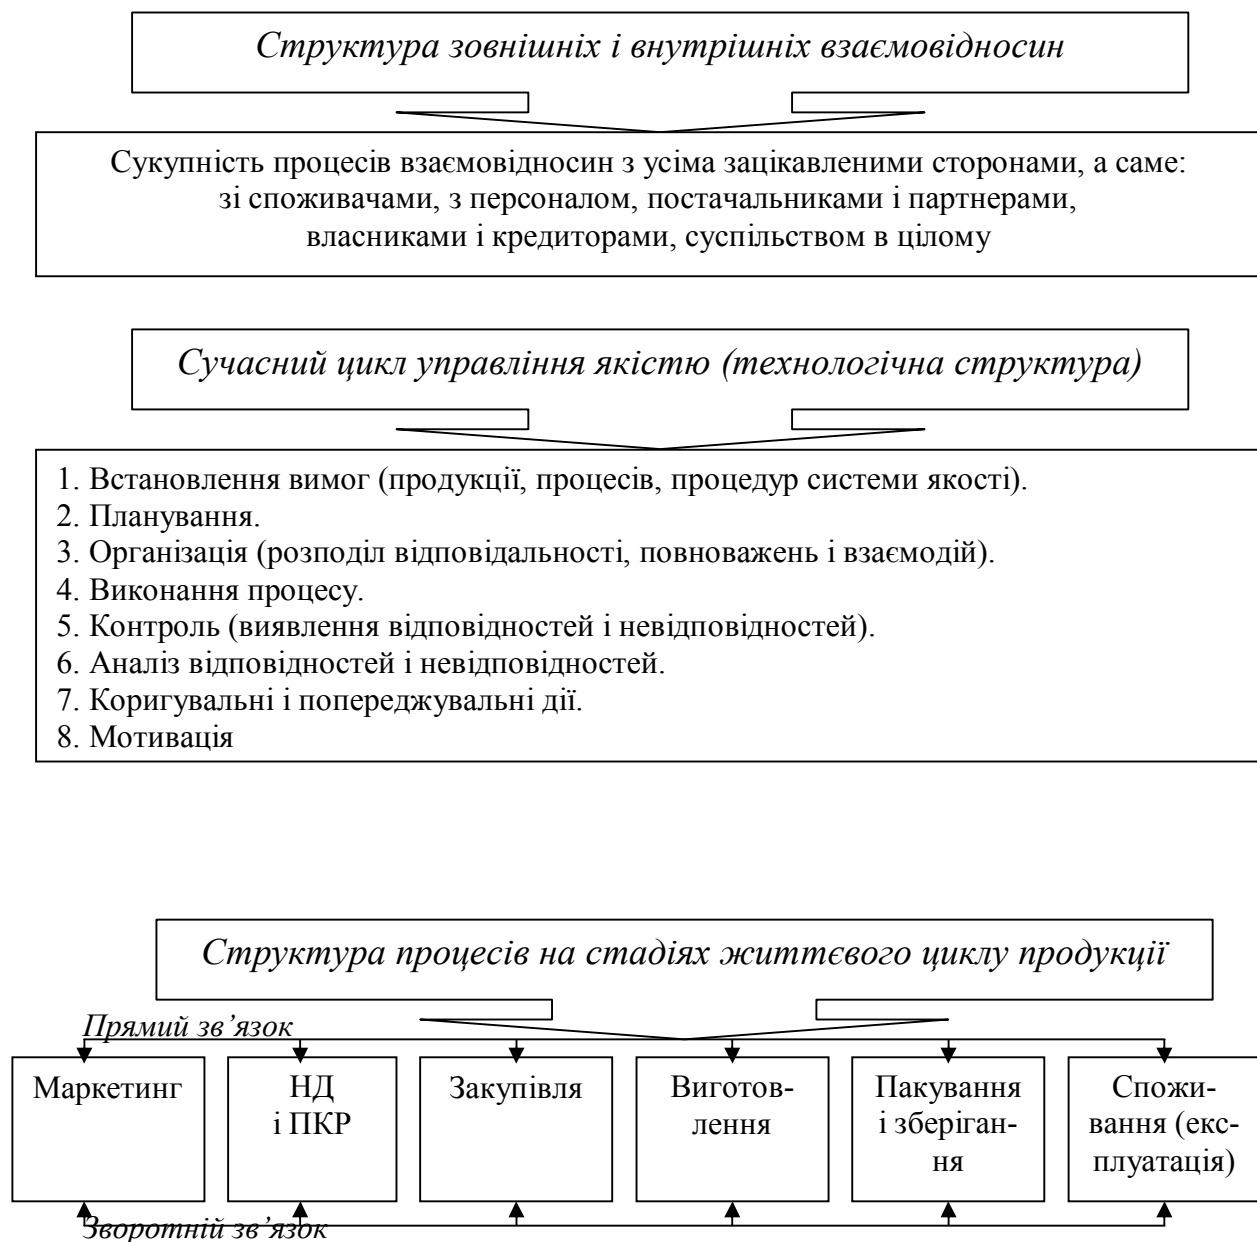 Структура зовнішніх і внутрішніх взаємовідносин
Сукупність процесів взаємовідносин з усіма зацікавленими сторонами, а саме:
зі споживачами, з персоналом, постачальниками і партнерами,
власниками і кредиторами, суспільством в цілому
Сучасний цикл управління якістю (технологічна структура)
1. Встановлення вимог (продукції, процесів, процедур системи якості).
2. Планування.
3. Організація (розподіл відповідальності, повноважень і взаємодій).
4. Виконання процесу.
5. Контроль (виявлення відповідностей і невідповідностей).
6. Аналіз відповідностей і невідповідностей.
7. Коригувальні і попереджувальні дії.
8. Мотивація
Структура процесів на стадіях життєвого циклу продукції
Прямий зв’язок
Маркетинг
НД
і ПКР
Закупівля
Виготов-
лення
Пакування
і зберіган-
ня
Спожи-
вання (екс-
плуатація)
Зворотній зв’язок